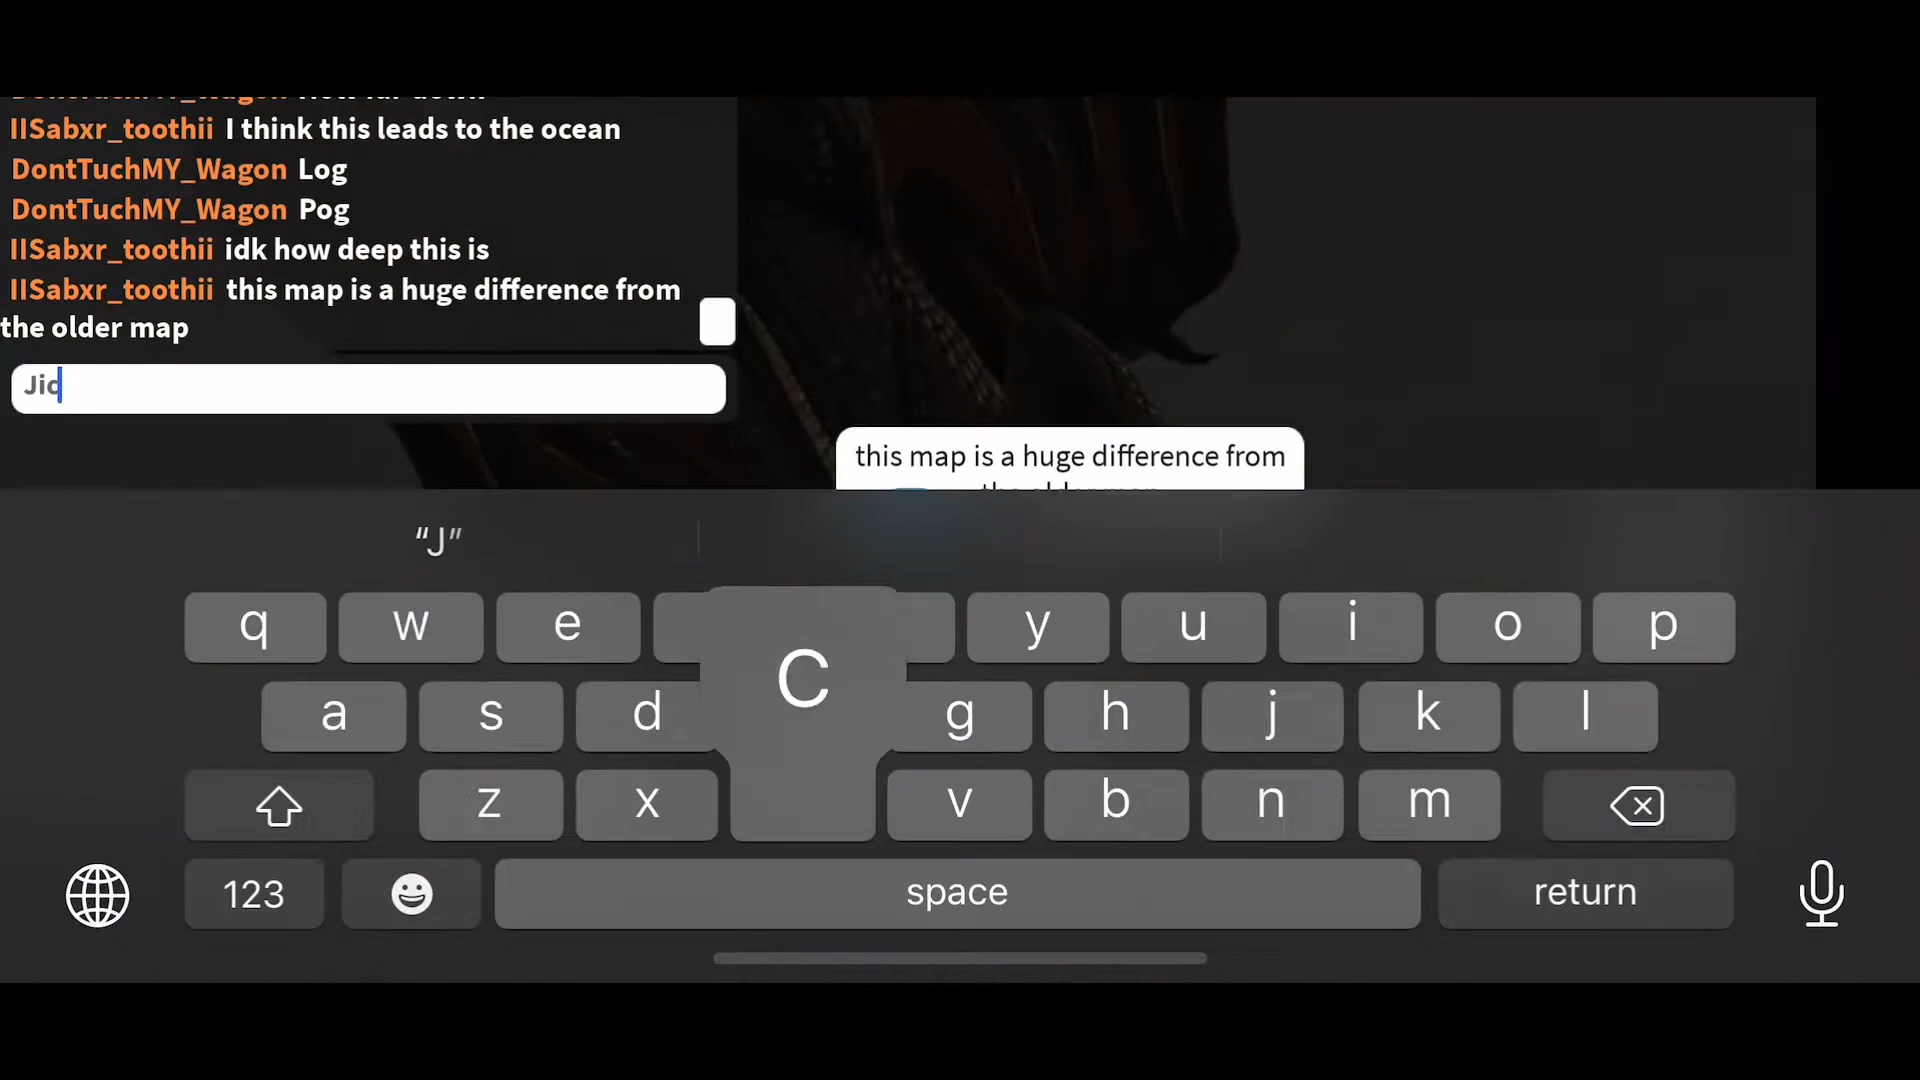 IISabxr_toothii I think this leads to the ocean
DontTuchMY_Wagon Log
DontTuchMY_Wagon Pog
IISabxr_toothii idk how deep this is
IISabxr_toothii this map is a huge difference from
the older map
Jic
this map is a huge difference from
“J”
q w e y u i o p
C
a s d g h j k l
z x v b n m
123 space return